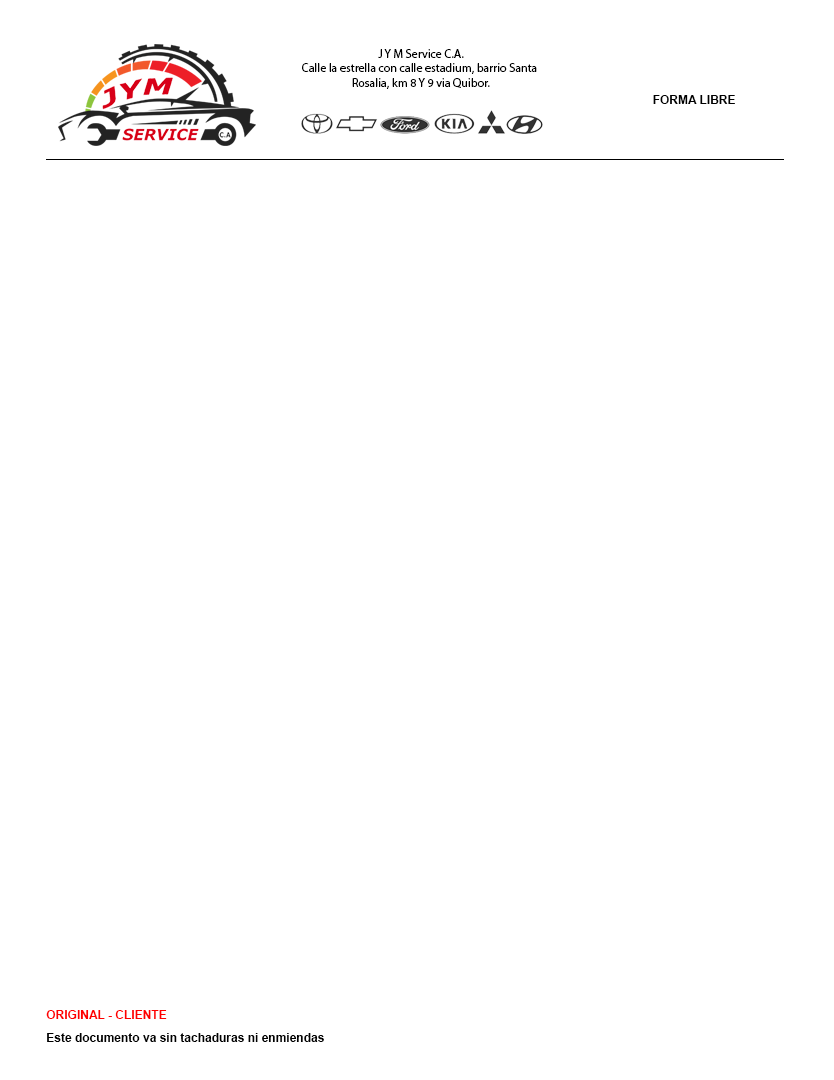 JYM
SERVICE
C.A
J Y M Service C.A.
Calle la estrella con calle estadium, barrio Santa
Rosalia, km 8 Y 9 via Quibor.
FORMA LIBRE
Ford
KIA
ORIGINAL - CLIENTE
Este documento va sin tachaduras ni enmiendas